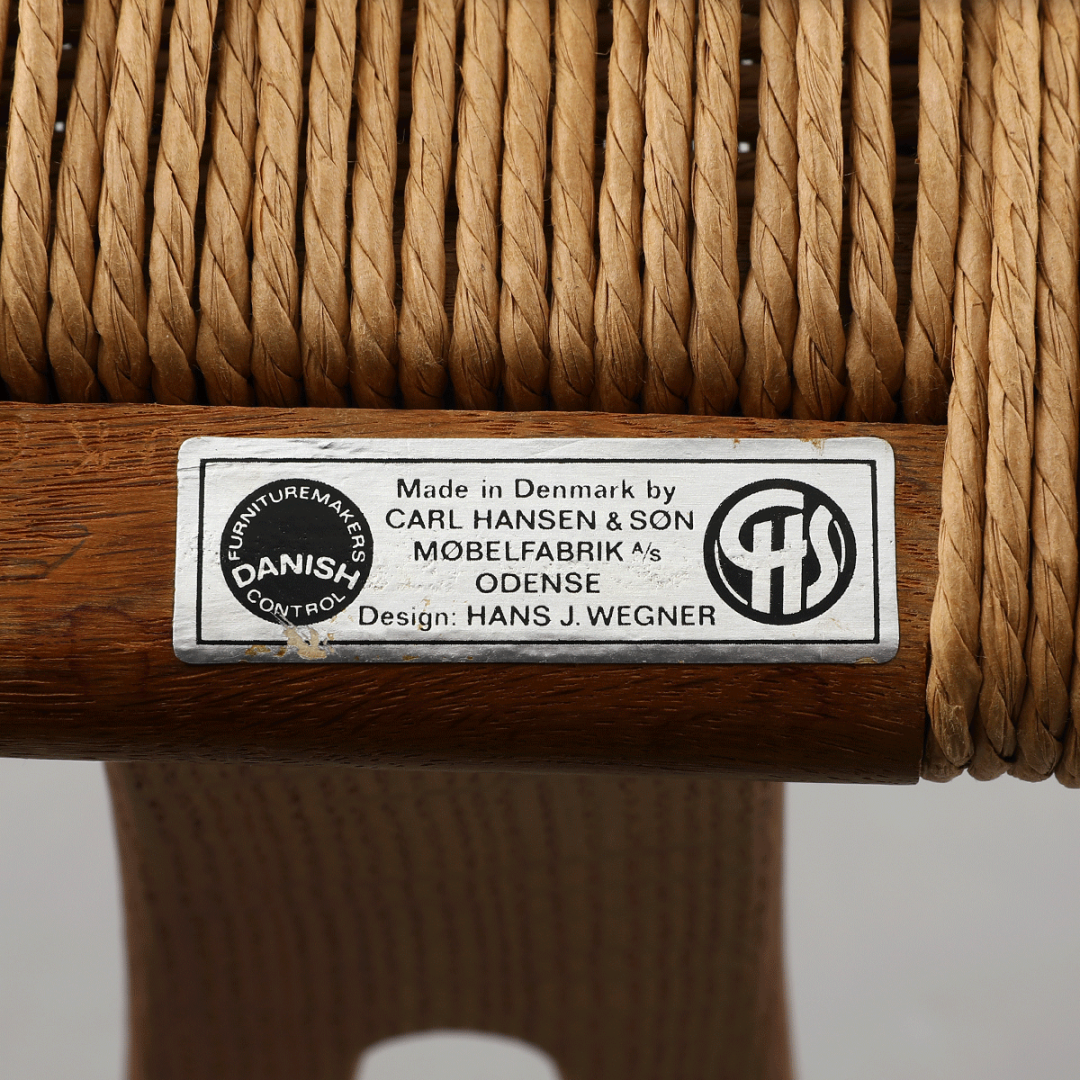 FURNITUREMAKERS
DANISH
CONTROL
Made in Denmark by
CARL HANSEN & SØN
MØBELFABRIK A/s
ODENSE
Design: HANS J. WEGNER
CHS